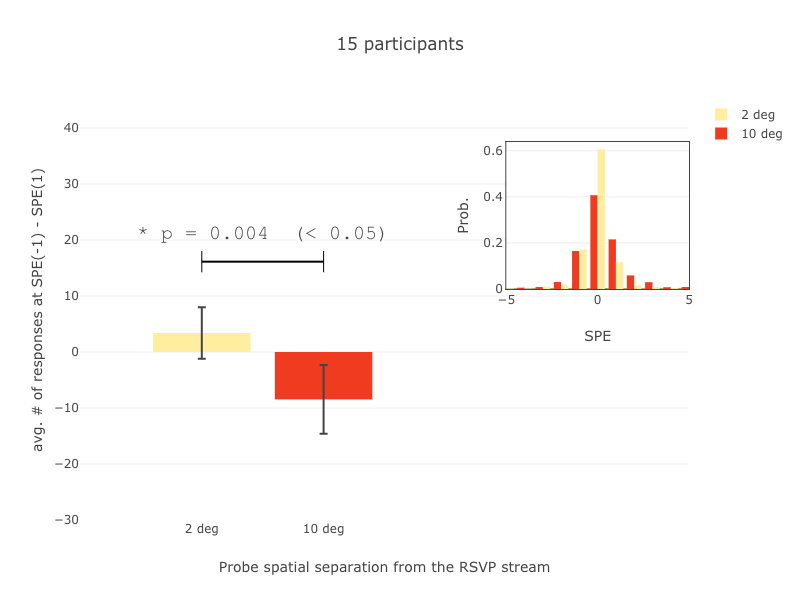 15 participants
2 deg
10 deg
avg. # of responses at SPE(-1) - SPE(1)
40
30
20
10
0
−10
−20
−30
* p = 0.004  (< 0.05)
2 deg
10 deg
Probe spatial separation from the RSVP stream
Prob.
0.6
0.4
0.2
0
−5
0
5
SPE